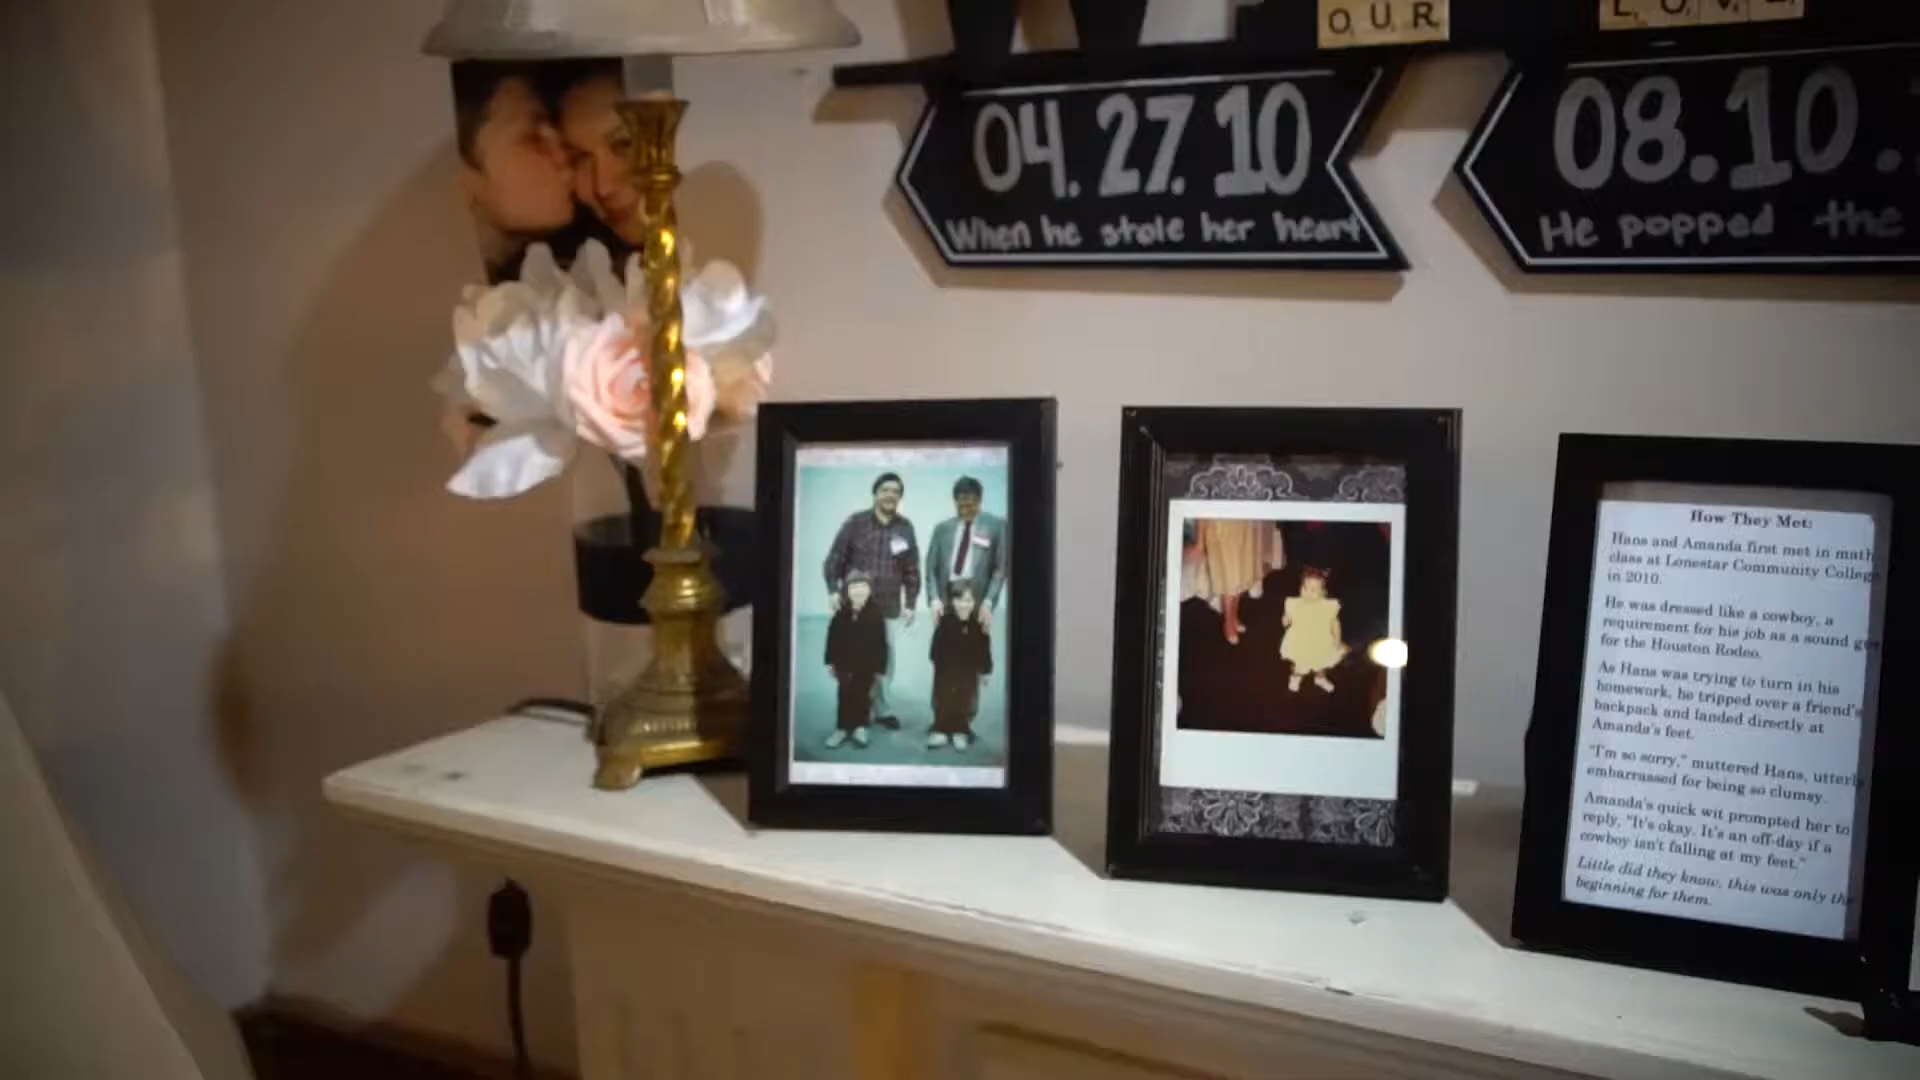 OUR
LOVE
04.27.10
When he stole her heart
08.10.
He popped the
How They Met:
Hans and Amanda first met in math
class at Lonestar Community College
in 2010.
He was dressed like a cowboy, a
requirement for his job as a sound
for the Houston Rodeo.
As Hans was trying to turn in his
homework, he tripped over a friend's
backpack and landed directly at
Amanda's feet.
"I'm so sorry," muttered Hans, utterly
embarrassed for being so clumsy.
Amanda's quick wit prompted her to
reply, "It's okay. It's an off-day if a
cowboy isn't falling at my feet."
Little did they know, this was only the
beginning for them.